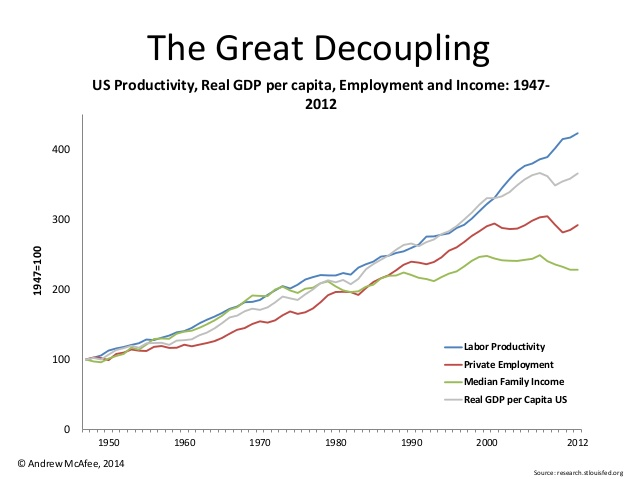 The Great Decoupling
US Productivity, Real GDP per capita, Employment and Income: 1947-
2012
400
300
200
100
0
1947=100
1950
1960
1970
1980
1990
2000
2012
Labor Productivity
Private Employment
Median Family Income
Real GDP per Capita US
© Andrew McAfee, 2014
Source: research.stlouisfed.org